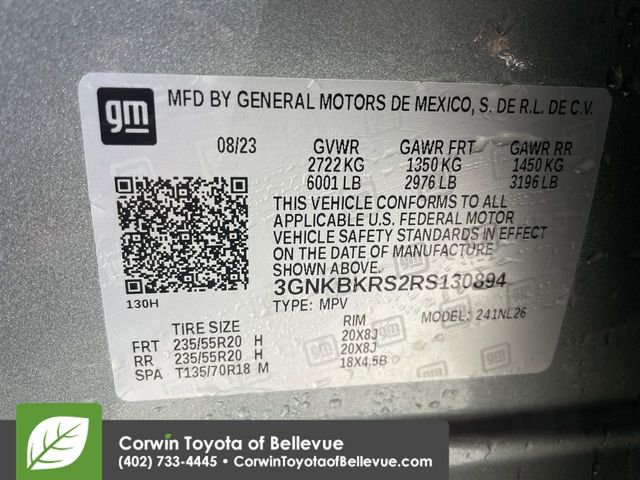 gm
MFD BY GENERAL MOTORS DE MEXICO, S. DE R.L. DE C.V.
08/23 GVWR GAWR FRT GAWR RR
2722 KG 1350 KG 1450 KG
6001 LB 2976 LB 3196 LB
THIS VEHICLE CONFORMS TO ALL
APPLICABLE U.S. FEDERAL MOTOR
VEHICLE SAFETY STANDARDS IN EFFECT
ON THE DATE OF MANUFACTURE
SHOWN ABOVE.
3GNKBKRS2RS130894
130H
TYPE: MPV MODEL: 241NL26
TIRE SIZE RIM
FRT 235/55R20 H 20X8J
RR 235/55R20 H 20X8J
SPA T135/70R18 M 18X4.5B
Corwin Toyota of Bellevue
(402) 733-4445 • CorwinToyotaofBellevue.com